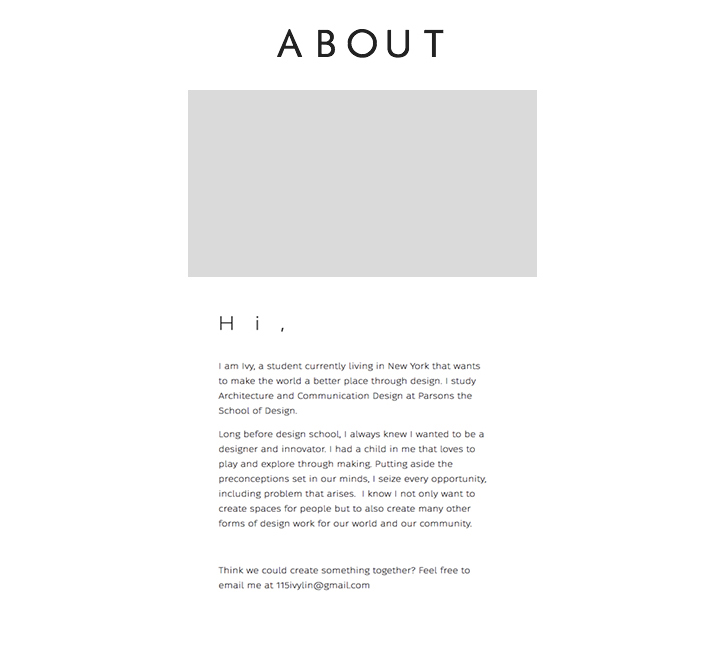 ABOUT
Hi,
I am Ivy, a student currently living in New York that wants
to make the world a better place through design. I study
Architecture and Communication Design at Parsons the
School of Design.
Long before design school, I always knew I wanted to be a
designer and innovator. I had a child in me that loves to
play and explore through making. Putting aside the
preconceptions set in our minds, I seize every opportunity,
including problem that arises.  I know I not only want to
create spaces for people but to also create many other
forms of design work for our world and our community.
Think we could create something together? Feel free to
email me at 115ivylin@gmail.com